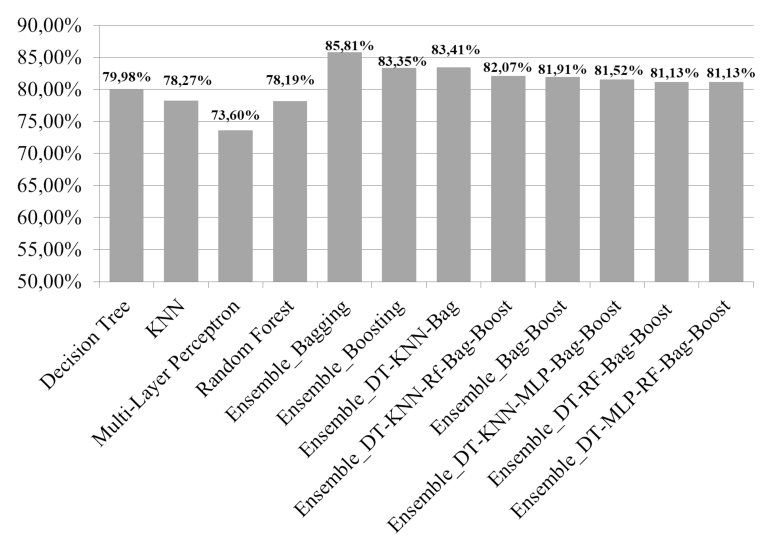 90,00%
85,00%
80,00%
75,00%
70,00%
65,00%
60,00%
55,00%
50,00%
79,98%
78,27%
73,60%
78,19%
85,81%
83,35%
83,41%
82,07%
81,91%
81,52%
81,13%
81,13%
Decision Tree
KNN
Multi-Layer Perceptron
Random Forest
Ensemble_Bagging
Ensemble_Boosting
Ensemble_DT-KNN-Bag
Ensemble_DT-KNN-Rf-Bag-Boost
Ensemble_Bag-Boost
Ensemble_DT-KNN-MLP-Bag-Boost
Ensemble_DT-RF-Bag-Boost
Ensemble_DT-MLP-RF-Bag-Boost